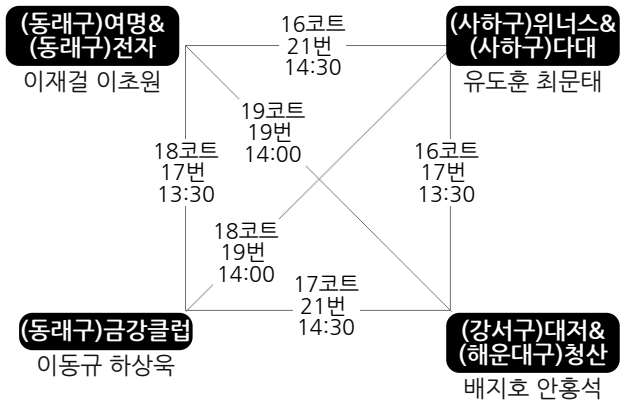 (동래구)여명&
(동래구)전자
이재걸 이초원
16코트
21번
14:30
(사하구)위너스&
(사하구)다대
유도훈 최문태
19코트
19번
14:00
18코트
17번
13:30
16코트
17번
13:30
18코트
19번
14:00
17코트
21번
14:30
(동래구)금강클럽
이동규 하상욱
(강서구)대저&
(해운대구)청산
배지호 안홍석